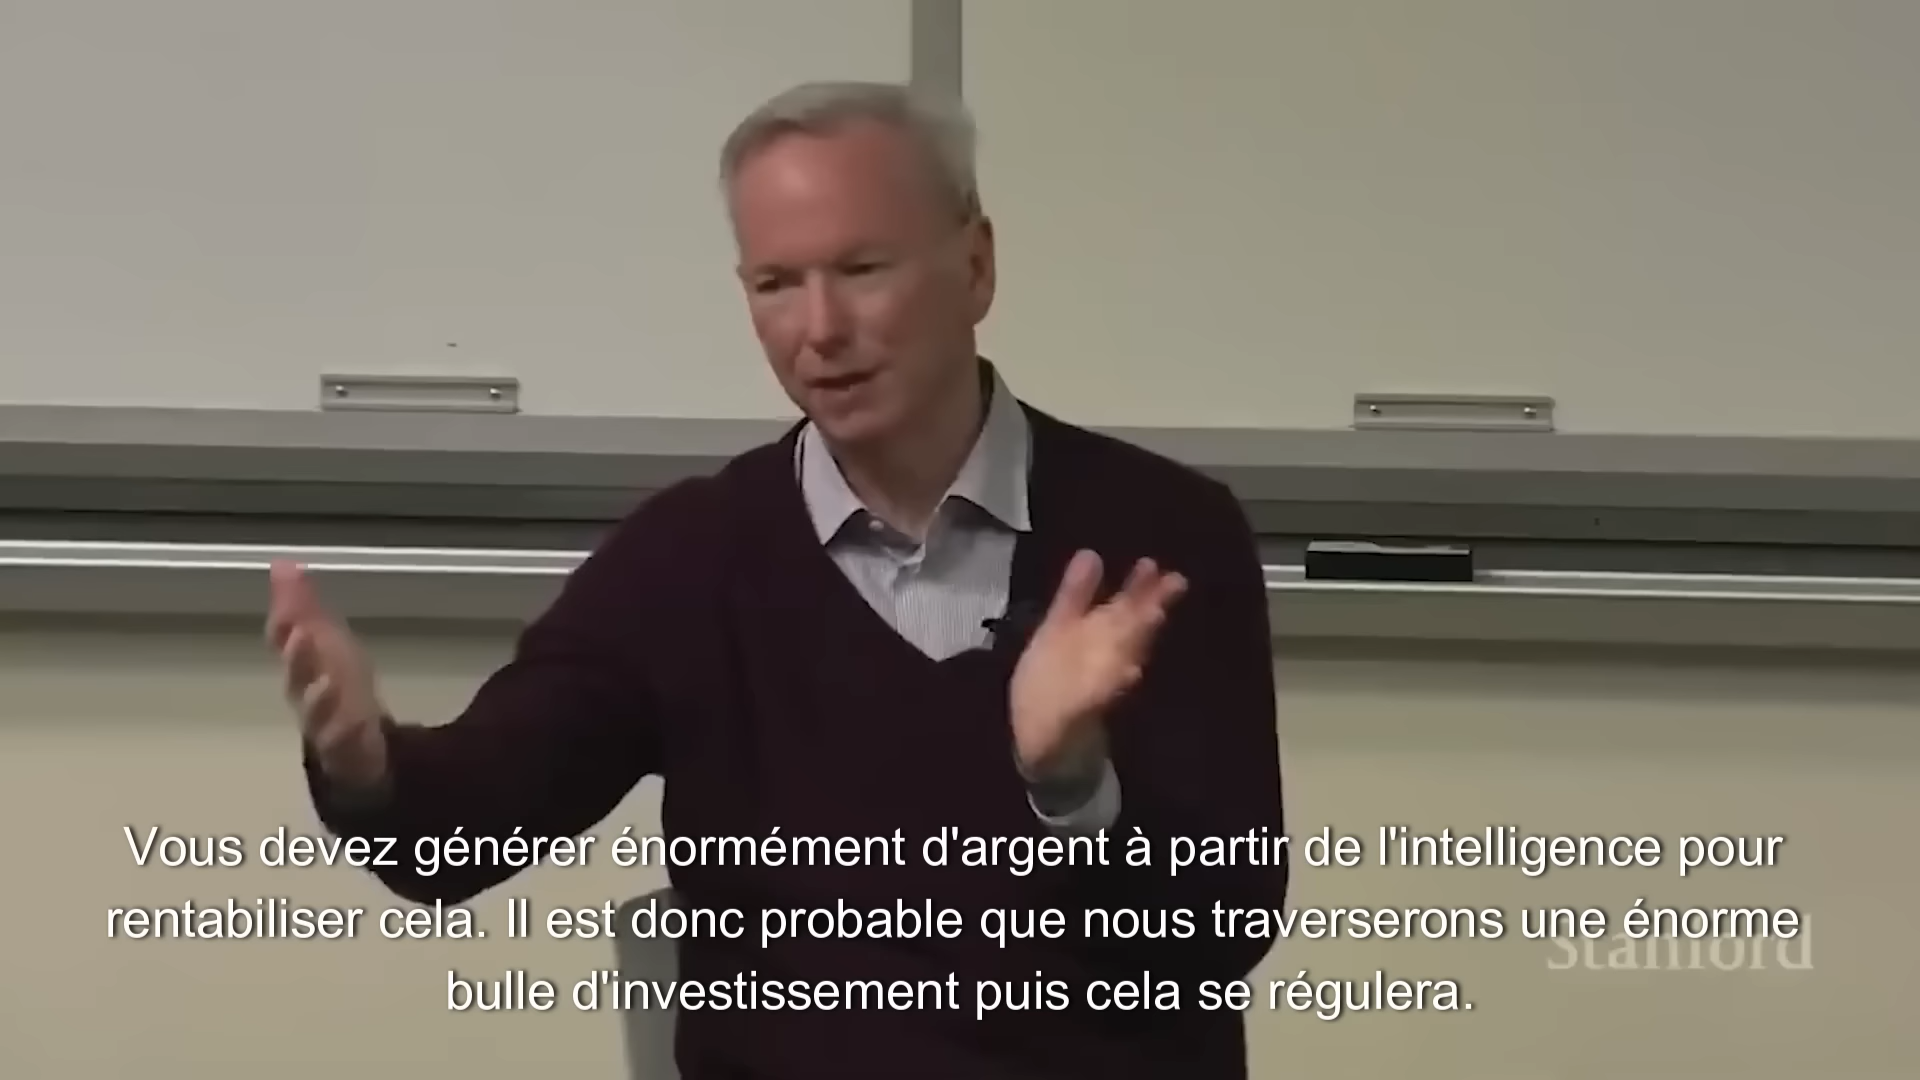 Vous devez générer énormément d'argent à partir de l'intelligence pour
rentabiliser cela. Il est donc probable que nous traverserons une énorme
Stanford
bulle d'investissement puis cela se régulera.